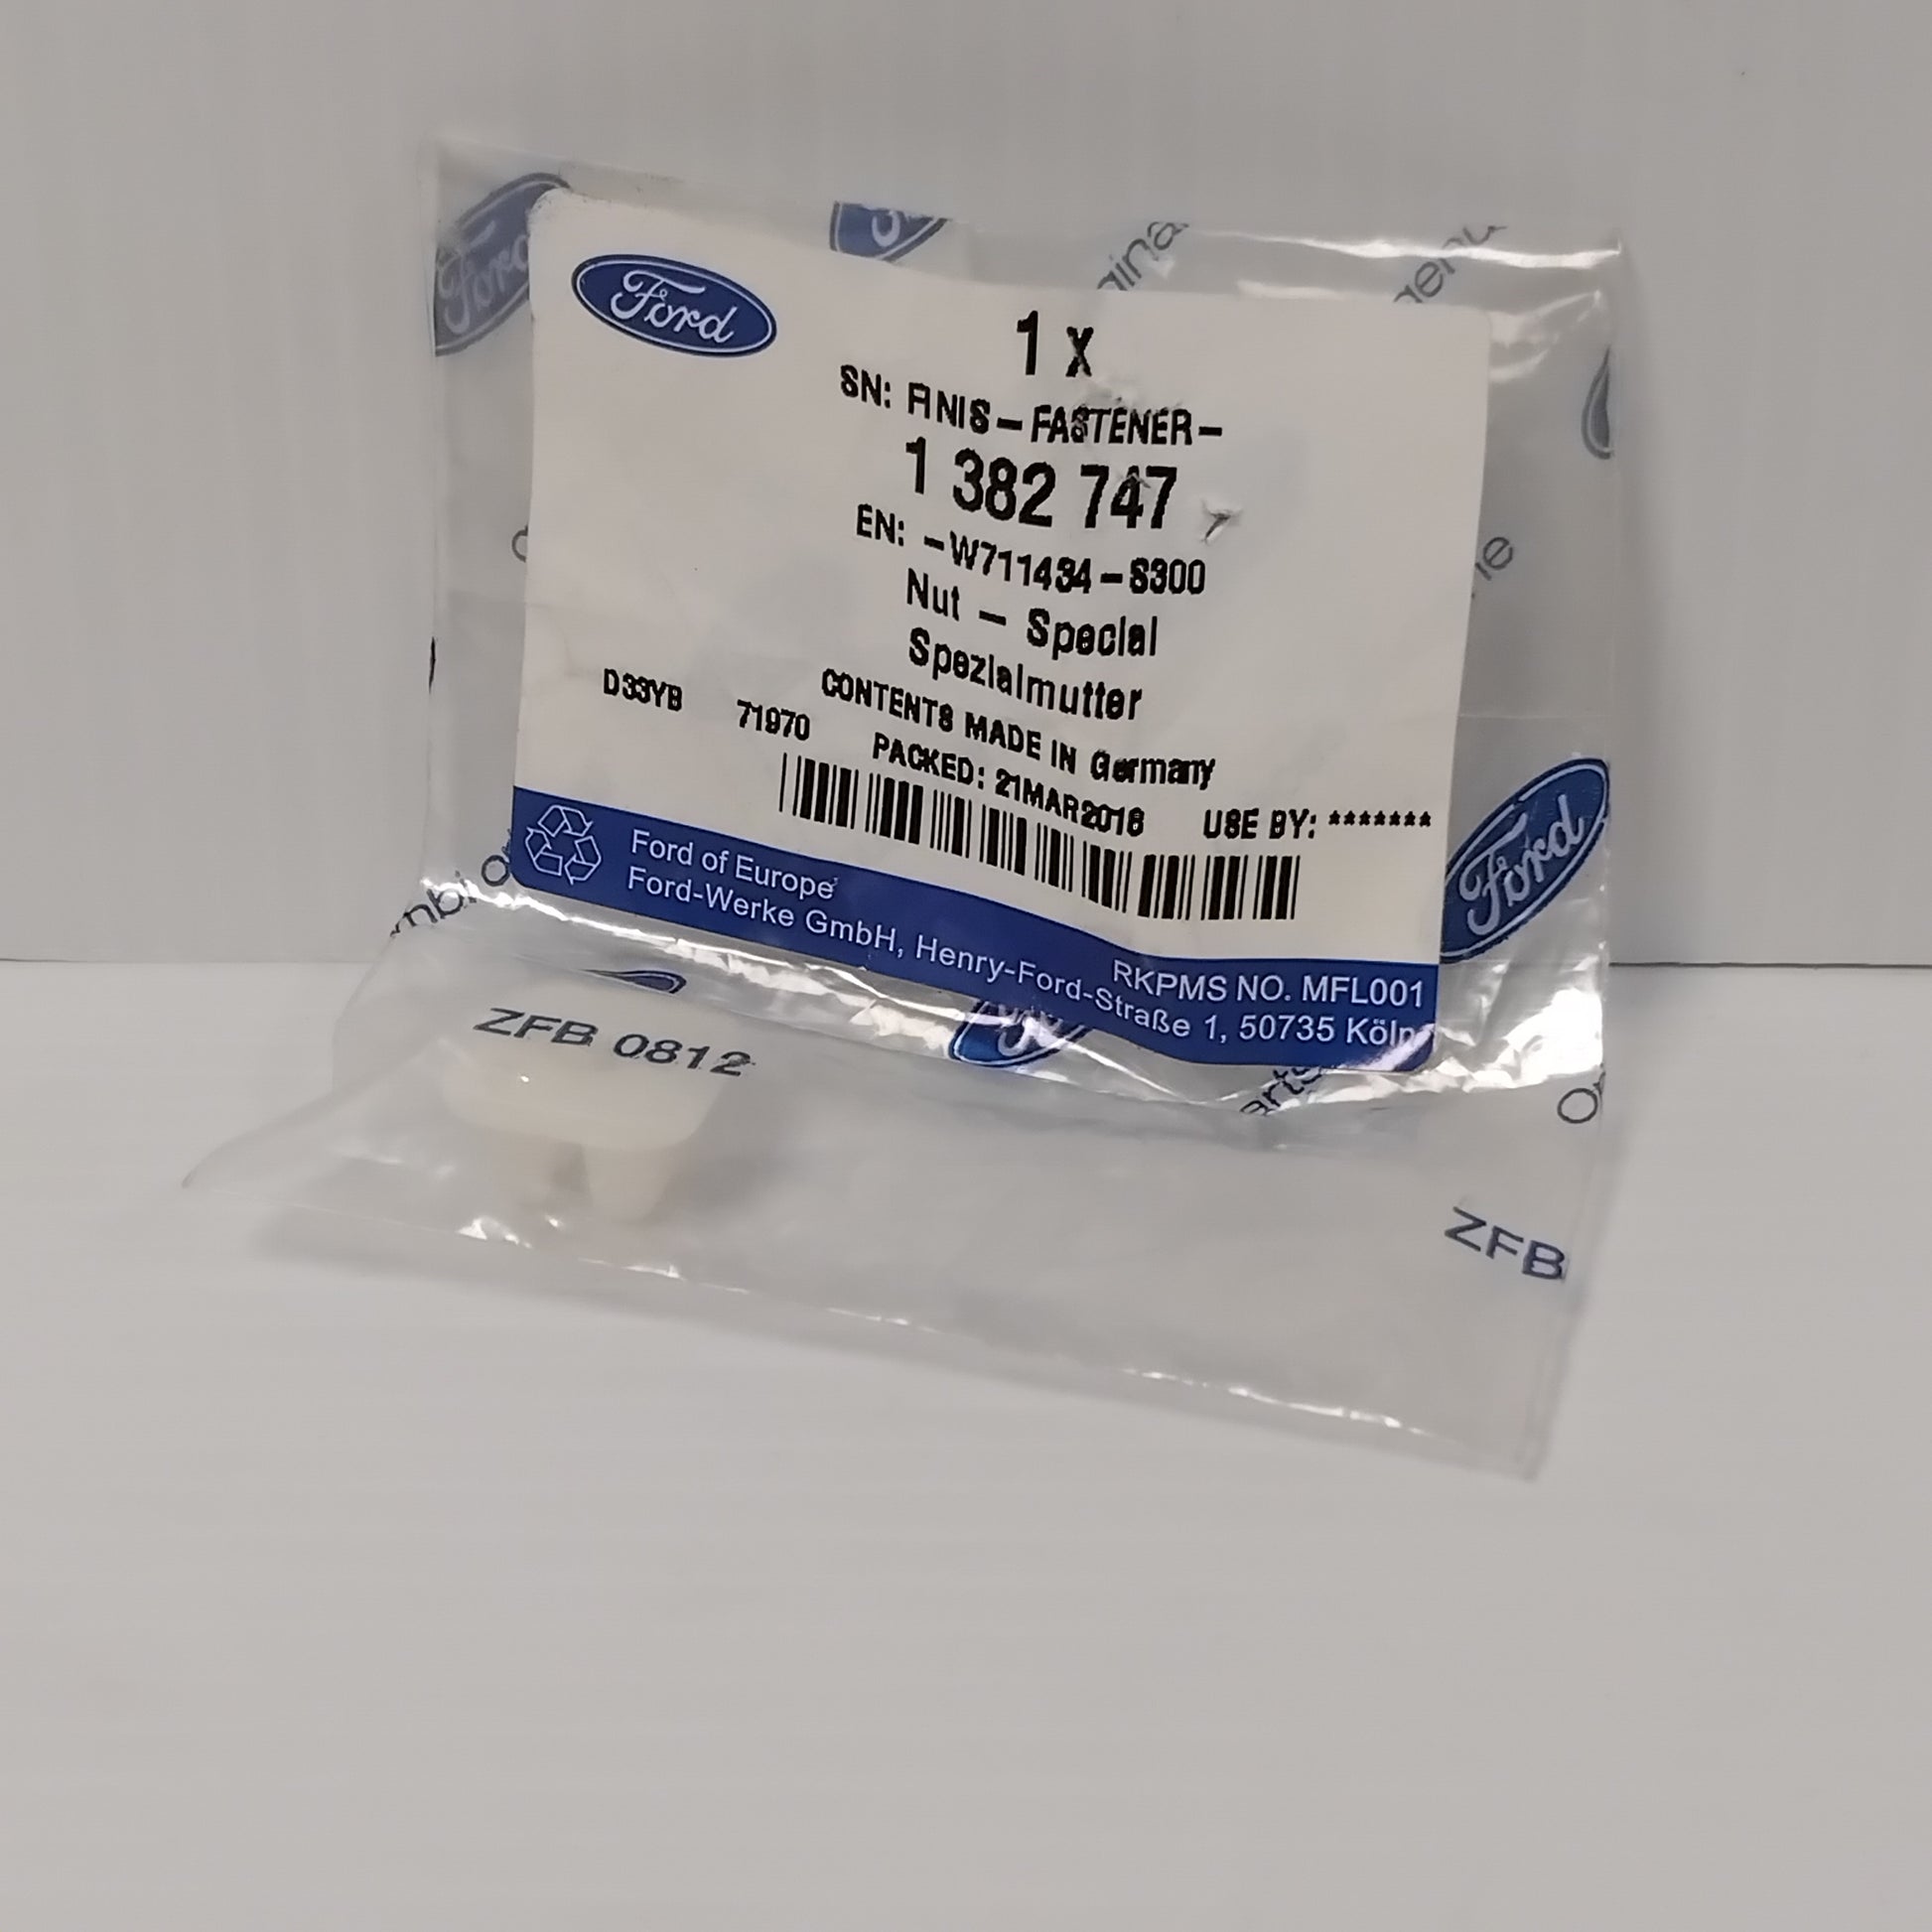 Ford
1 X
SN: FINIS-FASTENER-
1 382 747
EN: -W711434-S300
Nut - Special
Spezialmutter
CONTENTS MADE IN Germany
D33YB 71970 PACKED: 21MAR2018 USE BY: *******
Ford of Europe
Ford-Werke GmbH, Henry-Ford-Straße 1, 50735 Köln
RKPMS NO. MFL001
Ford
Ford
ZFB 0812
ZFB